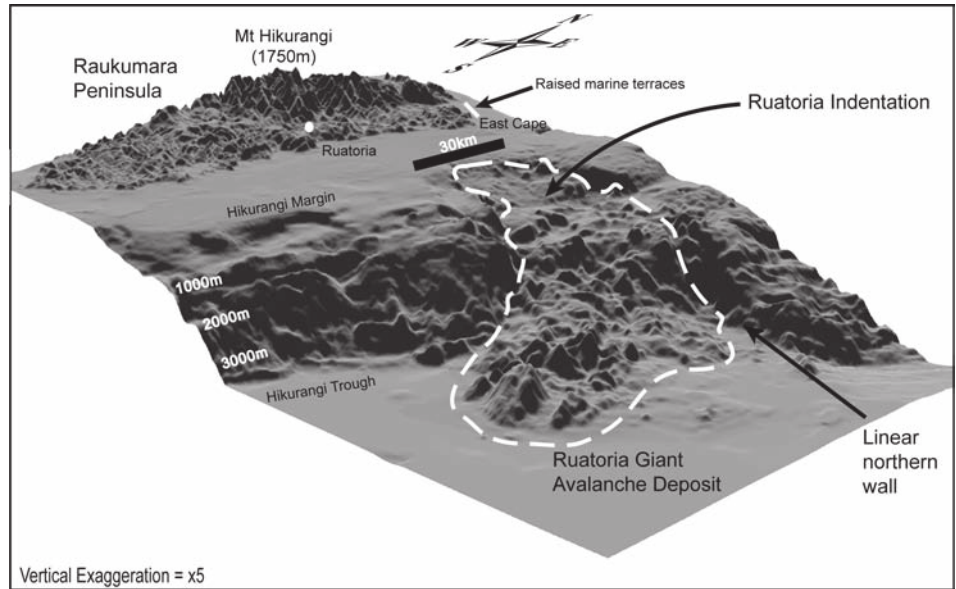 Mt Hikurangi
(1750m)
Raukumara
Peninsula
N
W
E
S
Raised marine terraces
Ruatoria Indentation
East Cape
30km
Ruatoria
Hikurangi Margin
1000m
2000m
3000m
Hikurangi Trough
Linear
northern
wall
Ruatoria Giant
Avalanche Deposit
Vertical Exaggeration = x5